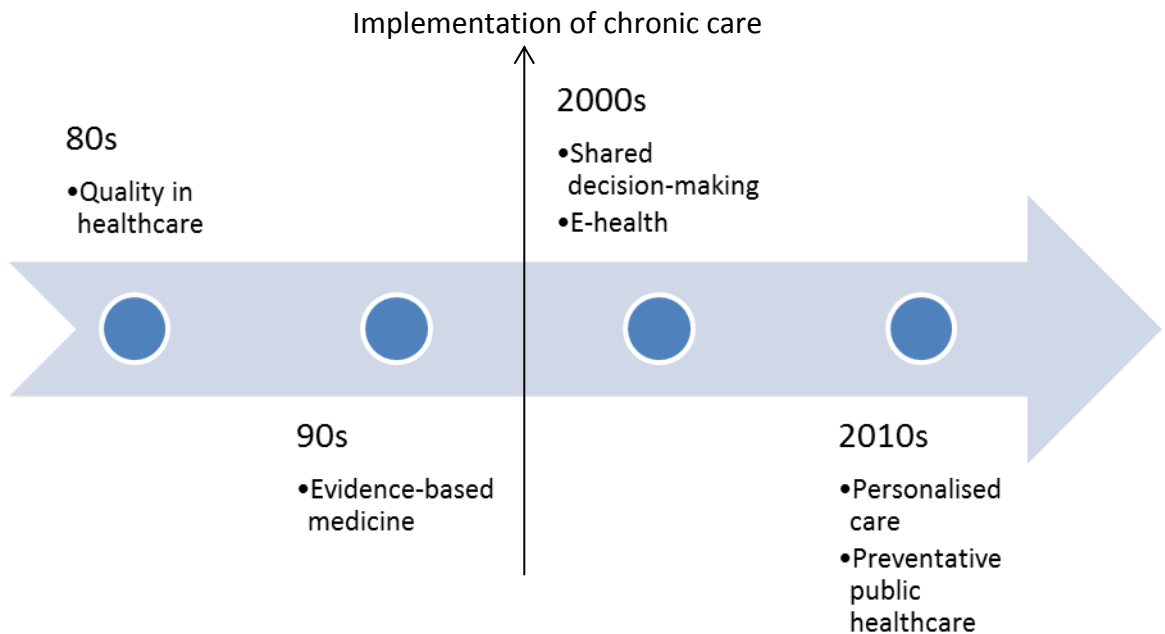 Implementation of chronic care
80s
•Quality in
healthcare
90s
•Evidence-based
medicine
2000s
•Shared
decision-making
•E-health
2010s
•Personalised
care
•Preventative
public
healthcare